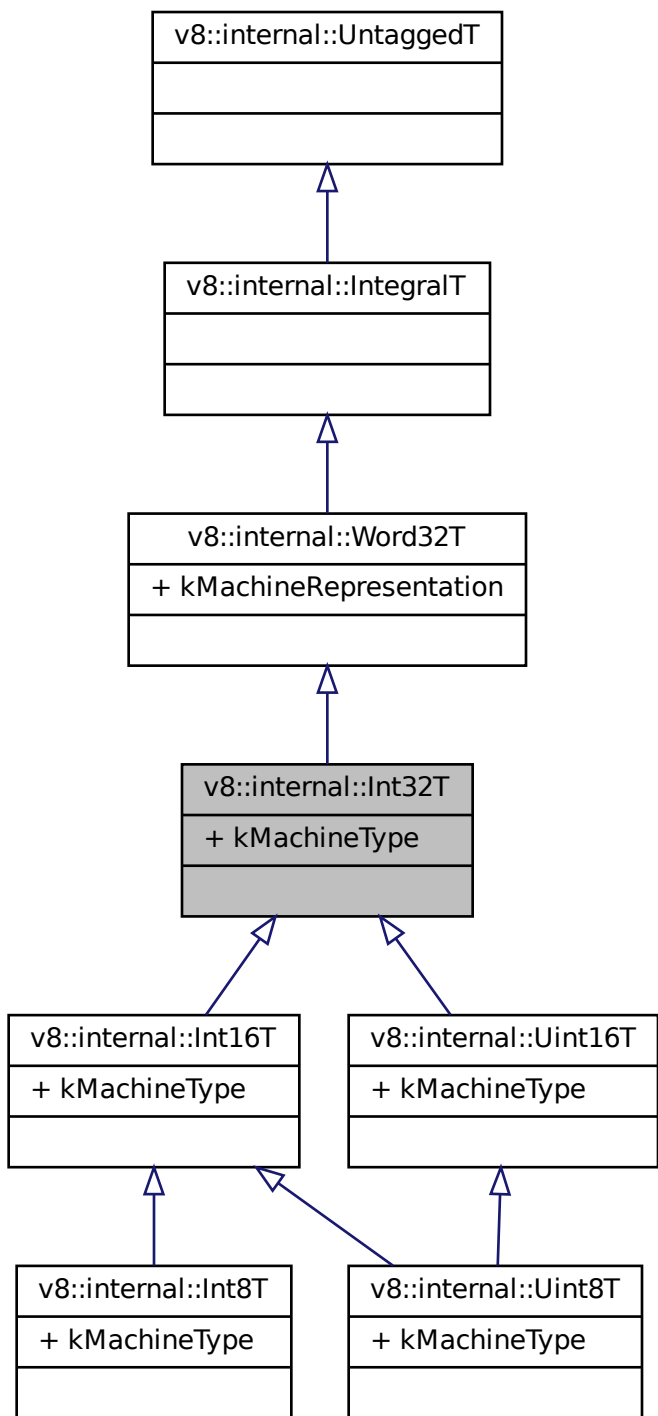 v8::internal::UntaggedT
v8::internal::IntegralT
v8::internal::Word32T
+ kMachineRepresentation
v8::internal::Int32T
+ kMachineType
v8::internal::Int16T
+ kMachineType
v8::internal::Uint16T
+ kMachineType
v8::internal::Int8T
+ kMachineType
v8::internal::Uint8T
+ kMachineType